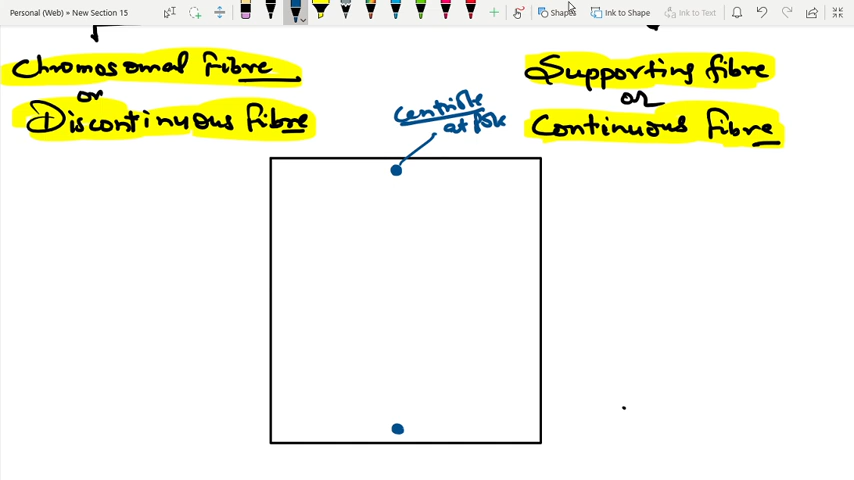 Personal (Web) » New Section 15
Shapes
Ink to Shape
Ink to Text
Chromosomal Fibre
or
Discontinuous Fibre
Supporting fibre
or
Continuous Fibre
Centriole
at Pole